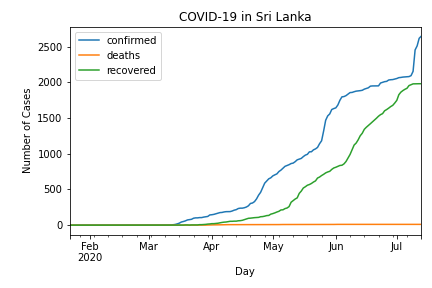 COVID-19 in Sri Lanka
confirmed
deaths
recovered
Number of Cases
2500
2000
1500
1000
500
0
Feb
2020
Mar
Apr
May
Jun
Jul
Day